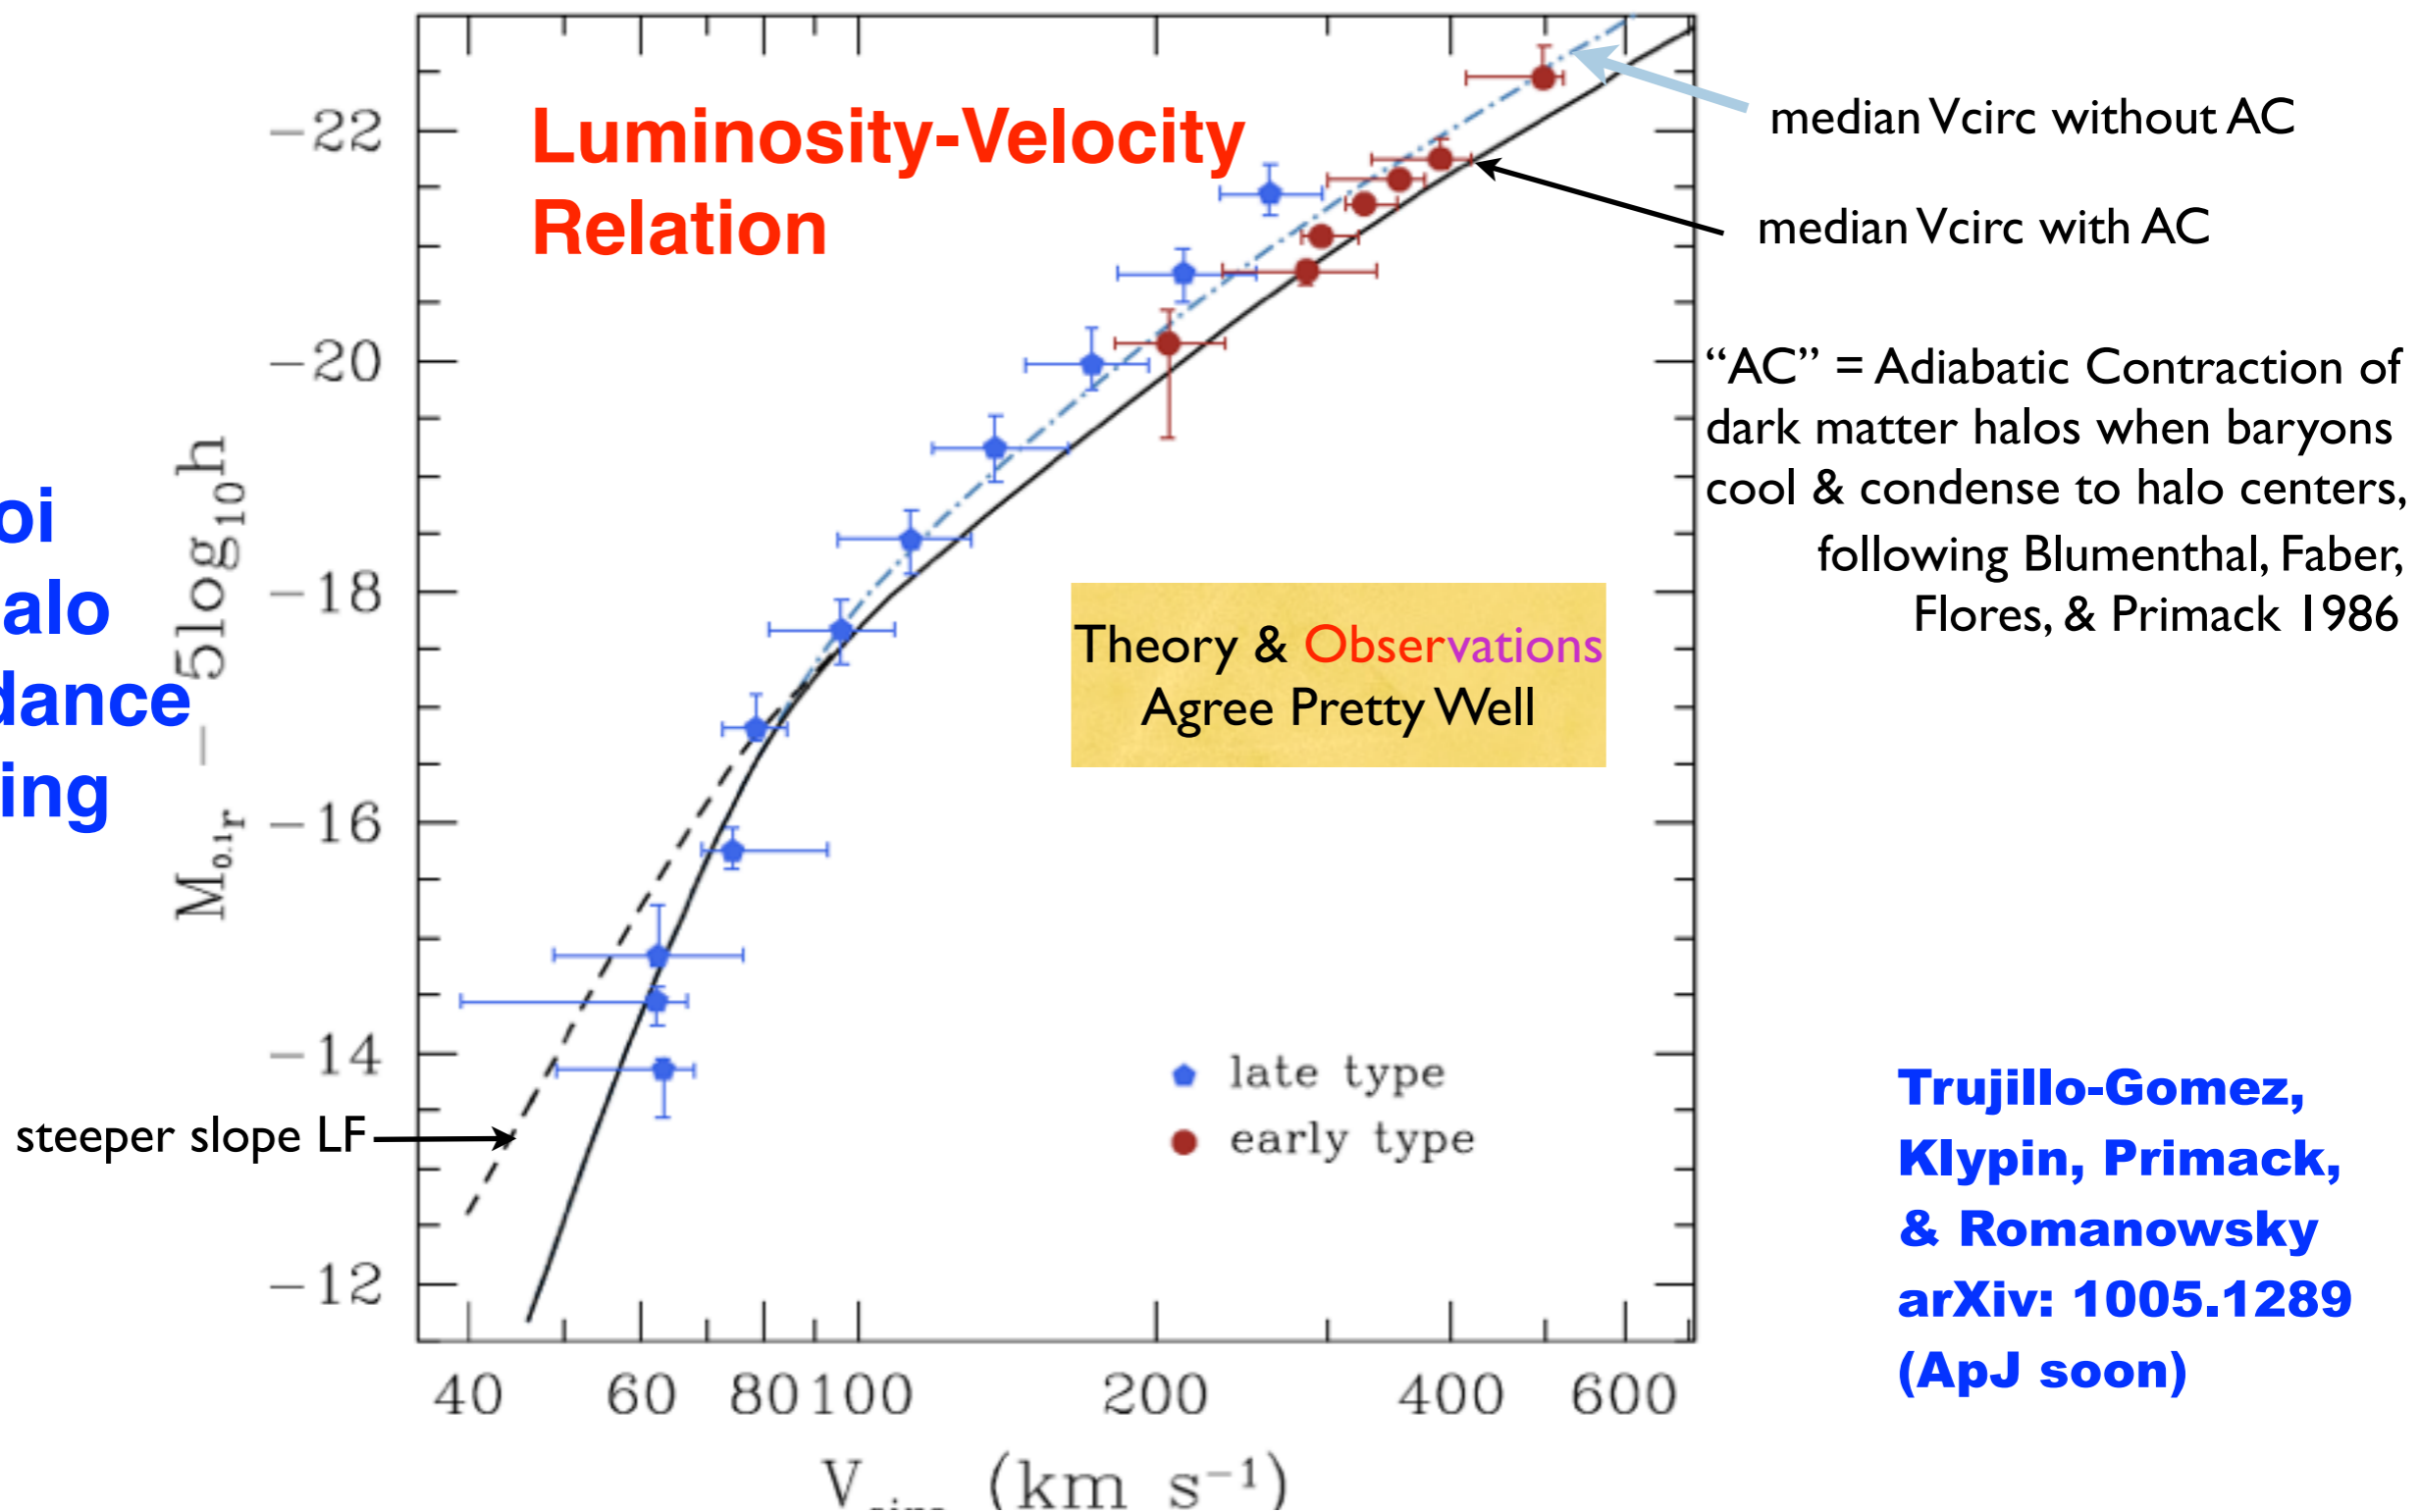 Luminosity-Velocity
Relation
median Vcirc without AC
median Vcirc with AC
“AC” = Adiabatic Contraction of
dark matter halos when baryons
cool & condense to halo centers,
following Blumenthal, Faber,
Flores, & Primack 1986
Theory & Observations
Agree Pretty Well
oi
alo
dance
ing
M0.1r − 5log10h
−22
−20
−18
−16
−14
−12
steeper slope LF
late type
early type
Trujillo-Gomez,
Klypin, Primack,
& Romanowsky
arXiv: 1005.1289
(ApJ soon)
40 60 80 100 200 400 600
V (km s−1)